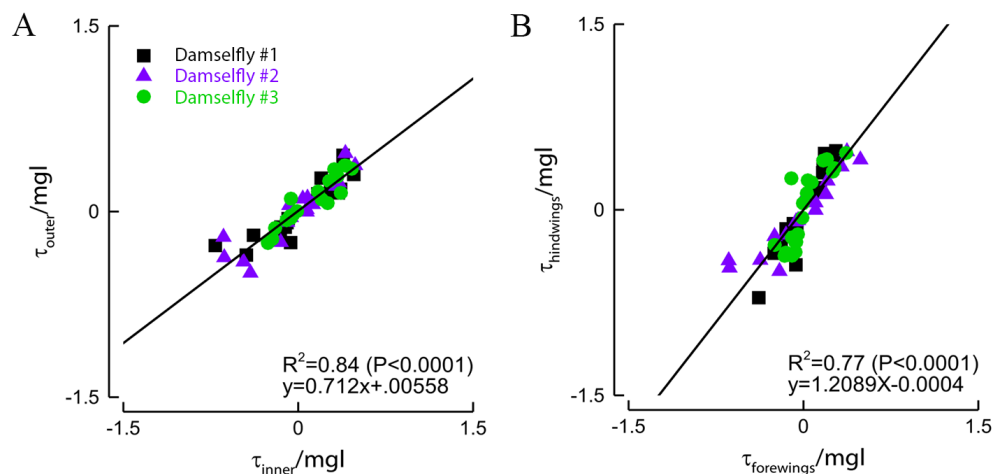 A
1.5
0
-1.5
τouter/mgl
Damselfly #1
Damselfly #2
Damselfly #3
R²=0.84 (P<0.0001)
y=0.712x+.00558
-1.5
0
1.5
τinner/mgl
B
1.5
0
-1.5
τhindwings/mgl
R²=0.77 (P<0.0001)
y=1.2089X-0.0004
-1.5
0
1.5
τforewings/mgl